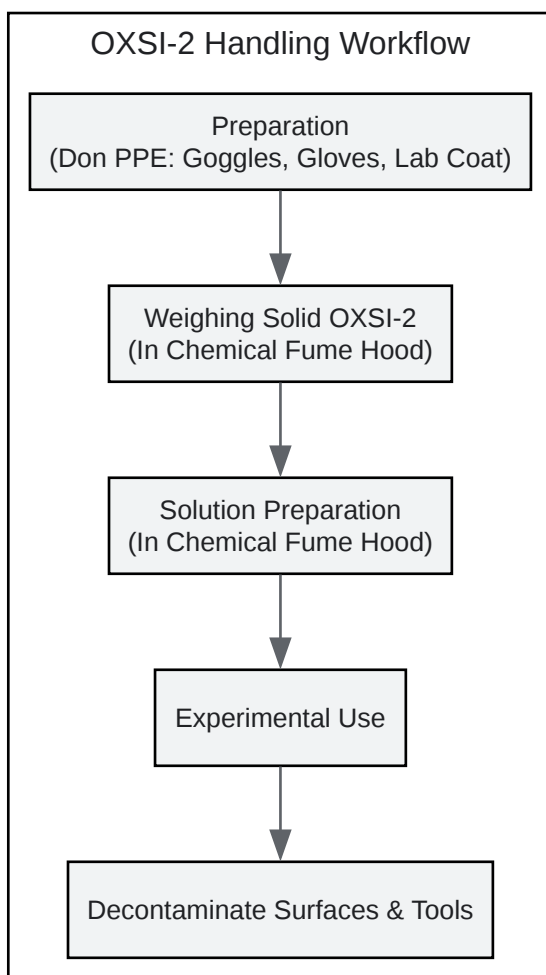 OXSI-2 Handling Workflow
Preparation
(Don PPE: Goggles, Gloves, Lab Coat)
Weighing Solid OXSI-2
(In Chemical Fume Hood)
Solution Preparation
(In Chemical Fume Hood)
Experimental Use
Decontaminate Surfaces & Tools